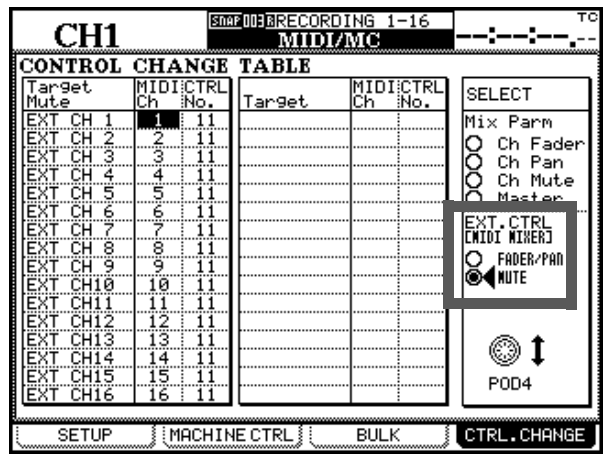 CH1
SNAP 003 RECORDING 1-16
MIDI/MC
TC
--:--:--.--
CONTROL CHANGE TABLE
Target MIDI CTRL
Mute Ch No.
Target MIDI CTRL
Ch No.
EXT CH 1 1 11
EXT CH 2 2 11
EXT CH 3 3 11
EXT CH 4 4 11
EXT CH 5 5 11
EXT CH 6 6 11
EXT CH 7 7 11
EXT CH 8 8 11
EXT CH 9 9 11
EXT CH10 10 11
EXT CH11 11 11
EXT CH12 12 11
EXT CH13 13 11
EXT CH14 14 11
EXT CH15 15 11
EXT CH16 16 11
SELECT
Mix Parm
Ch Fader
Ch Pan
Ch Mute
Master
EXT.CTRL
[MIDI MIXER]
FADER/PAN
MUTE
POD4
SETUP MACHINE CTRL BULK CTRL.CHANGE